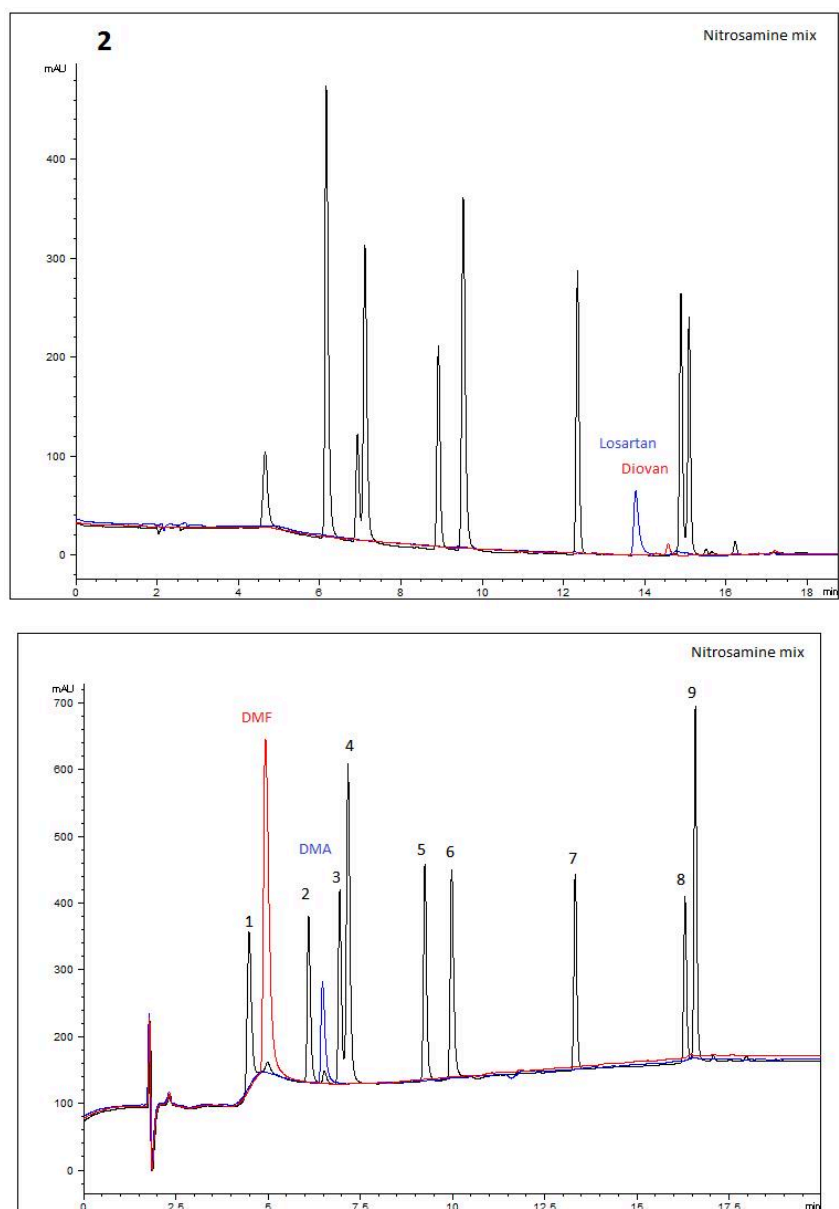 2
Nitrosamine mix
mAU
400
300
200
100
0
Losartan
Diovan
0 2 4 6 8 10 12 14 16 18 min
Nitrosamine mix
mAU
700
600
500
400
300
200
100
0
DMF
DMA
1 2 3 4 5 6 7 8 9
0 2.5 5 7.5 10 12.5 15 17.5 min